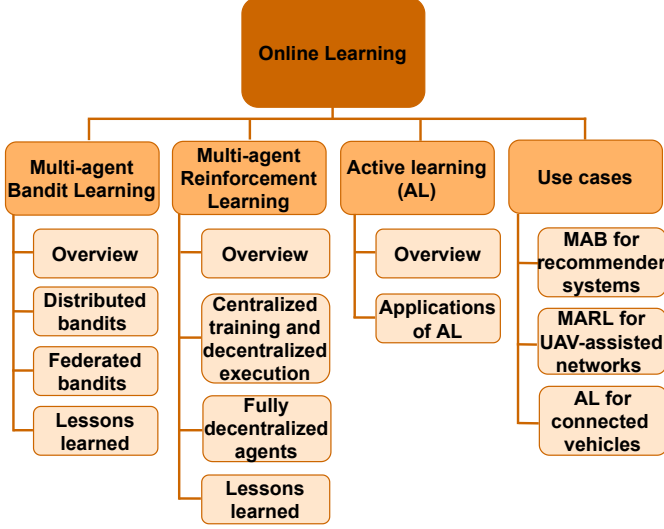 Online Learning
Multi-agent
Bandit Learning
Overview
Distributed
bandits
Federated
bandits
Lessons
learned
Multi-agent
Reinforcement
Learning
Overview
Centralized
training and
decentralized
execution
Fully
decentralized
agents
Lessons
learned
Active learning
(AL)
Overview
Applications
of AL
Use cases
MAB for
recommender
systems
MARL for
UAV-assisted
networks
AL for
connected
vehicles